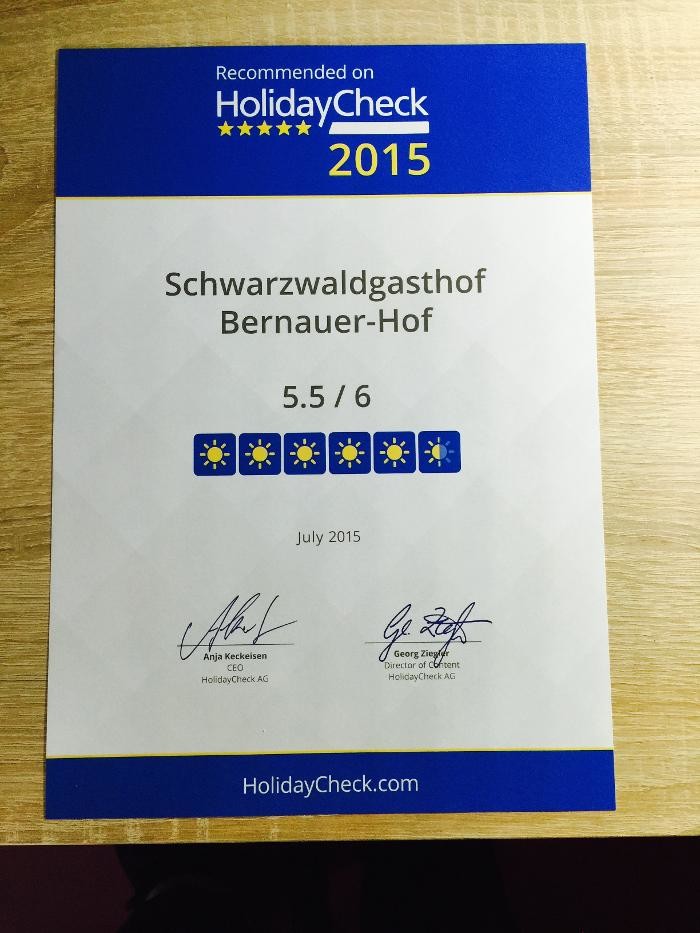 Recommended on
HolidayCheck
2015
Schwarzwaldgasthof
Bernauer-Hof
5.5 / 6
July 2015
Anja Keckeisen
CEO
HolidayCheck AG
Georg Ziegler
Director of Content
HolidayCheck AG
HolidayCheck.com